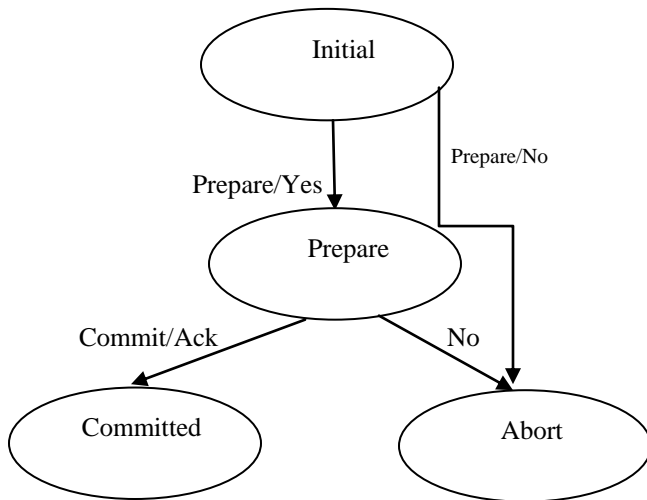 Initial
Prepare/No
Prepare/Yes
Prepare
Commit/Ack
No
Committed
Abort